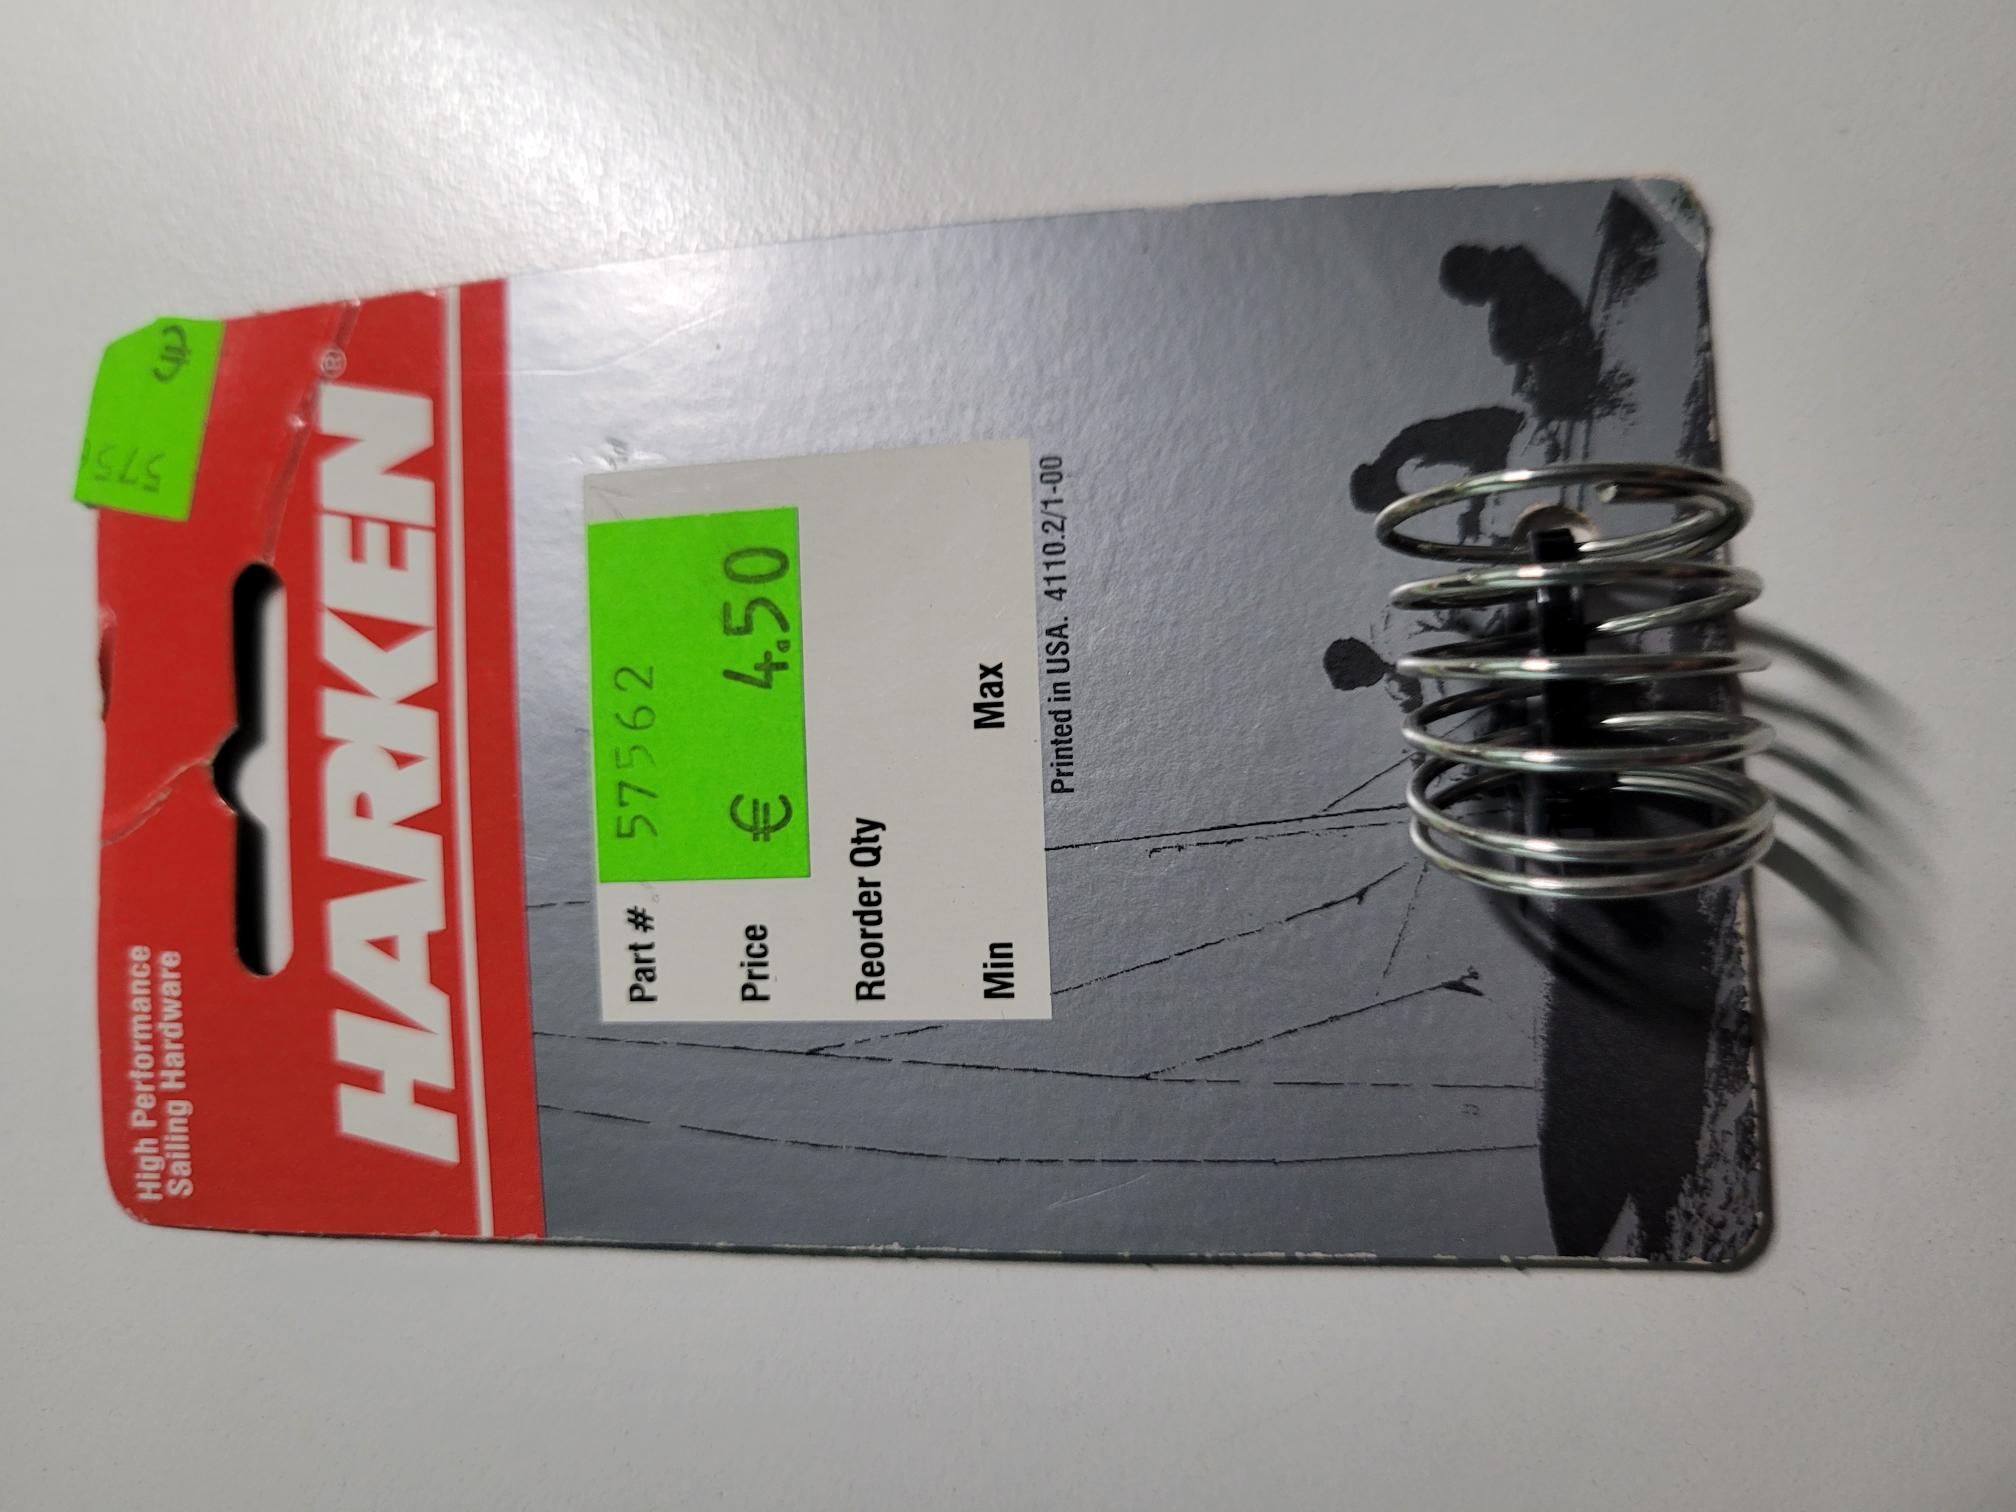 High Performance
Sailing Hardware
HARKEN®
Part # 57562
Price € 4.50
Reorder Qty
Min Max
Printed in USA. 4110.2/1-00